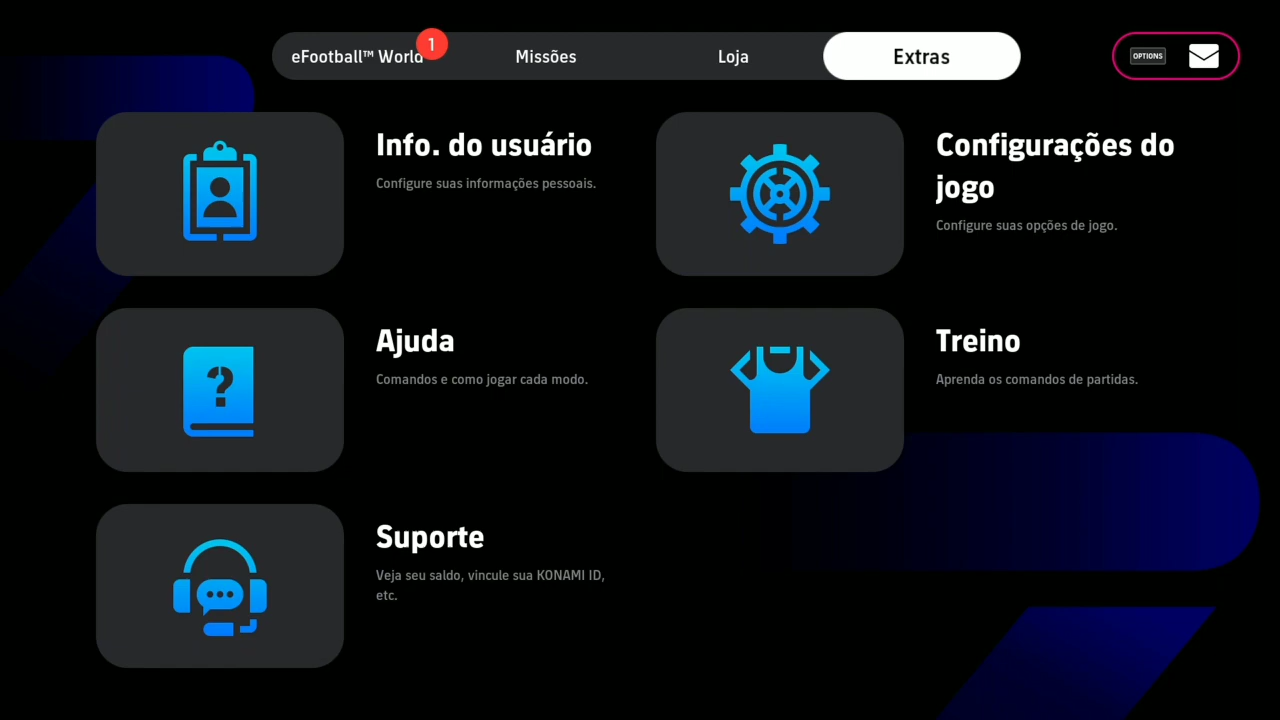 eFootball™ World
1
Missões
Loja
Extras
OPTIONS
Info. do usuário
Configure suas informações pessoais.
Configurações do
jogo
Configure suas opções de jogo.
Ajuda
Comandos e como jogar cada modo.
Treino
Aprenda os comandos de partidas.
Suporte
Veja seu saldo, vincule sua KONAMI ID,
etc.